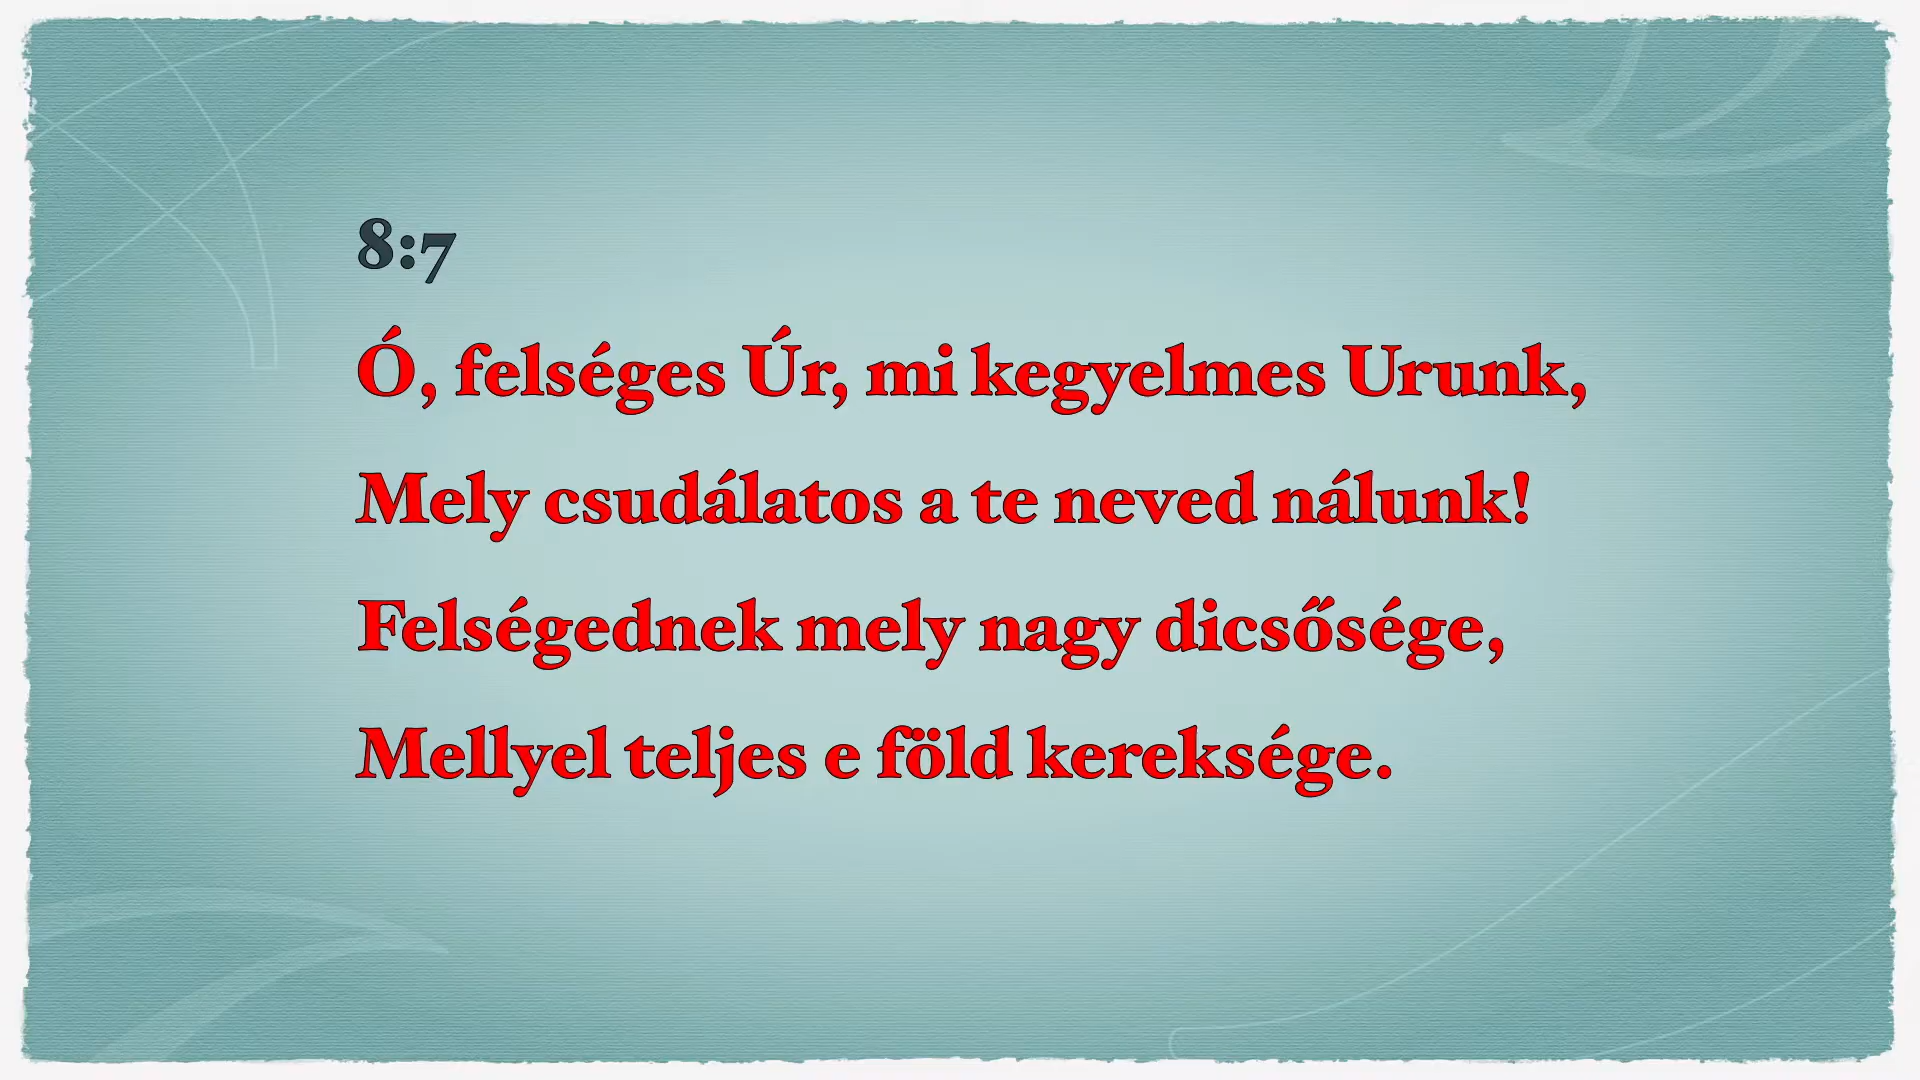 8:7
Ó, felséges Úr, mi kegyelmes Urunk,
Mely csudálatos a te neved nálunk!
Felségednek mely nagy dicsősége,
Mellyel teljes e föld kereksége.